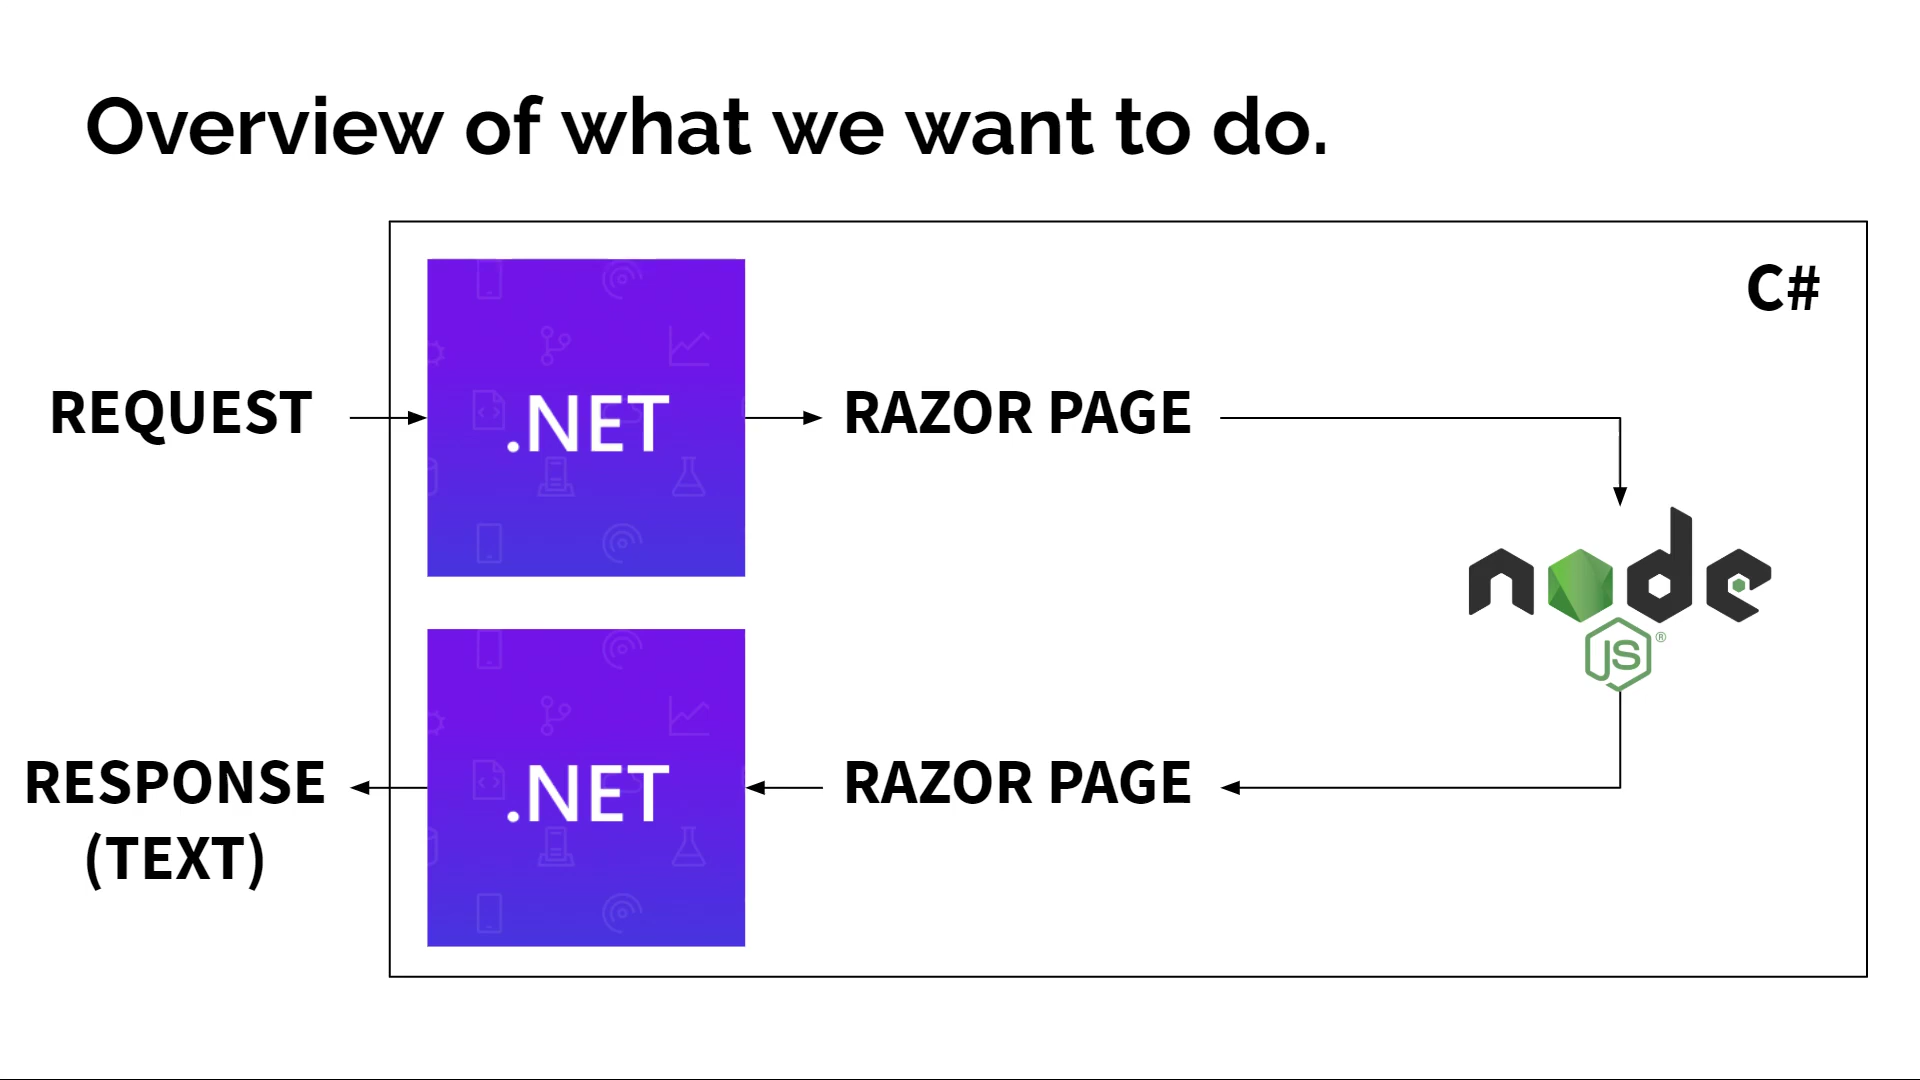 Overview of what we want to do.
C#
REQUEST
.NET
RAZOR PAGE
node
JS®
RESPONSE
(TEXT)
.NET
RAZOR PAGE